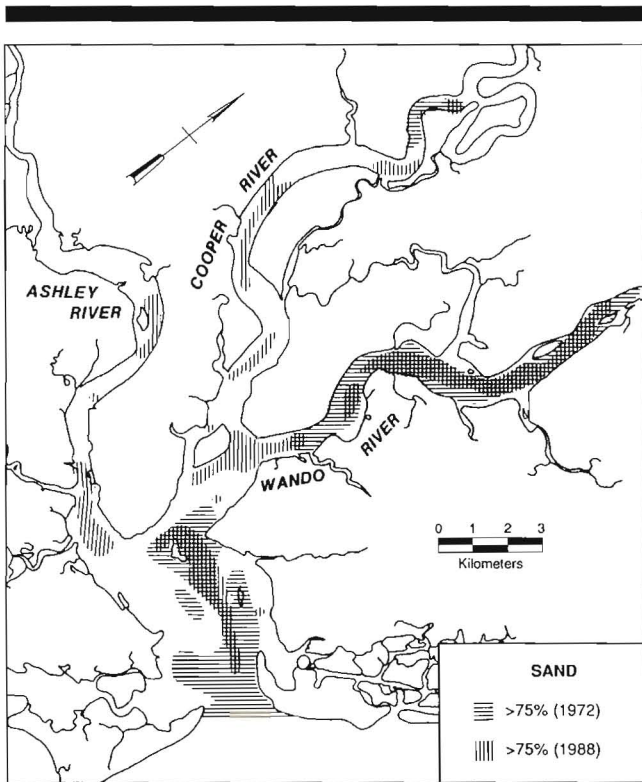 COOPER RIVER
ASHLEY
RIVER
WANDO RIVER
0 1 2 3
Kilometers
SAND
>75% (1972)
>75% (1988)